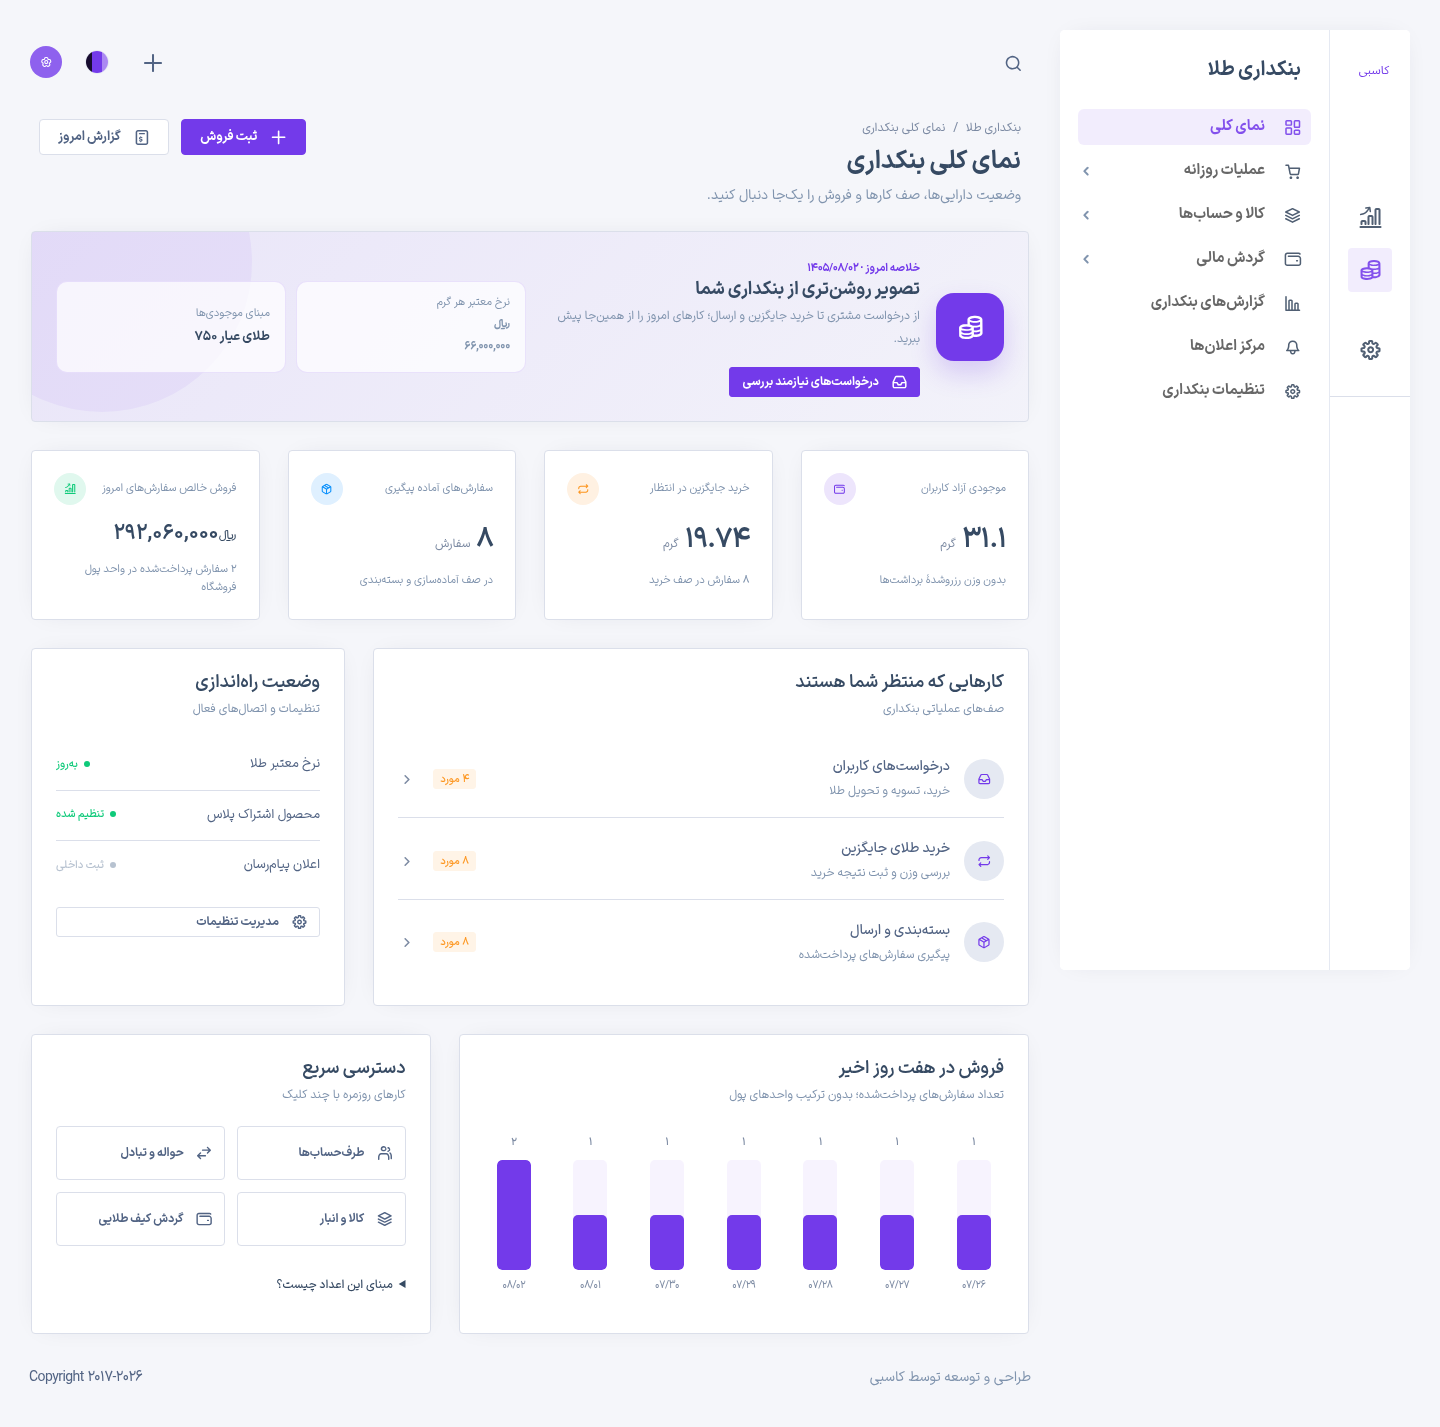 کاسبی
بنکداری طلا
نمای کلی
عملیات روزانه
کالا و حساب‌ها
گردش مالی
گزارش‌های بنکداری
مرکز اعلان‌ها
تنظیمات بنکداری
بنکداری طلا / نمای کلی بنکداری
نمای کلی بنکداری
وضعیت دارایی‌ها، صف کارها و فروش را یک‌جا دنبال کنید.
ثبت فروش
گزارش امروز
خلاصه امروز · ۱۴۰۵/۰۸/۰۲
تصویر روشن‌تری از بنکداری شما
از درخواست مشتری تا خرید جایگزین و ارسال؛ کارهای امروز را از همین‌جا پیش
ببرید.
درخواست‌های نیازمند بررسی
نرخ معتبر هر گرم
﷼
۶۶,۰۰۰,۰۰۰
مبنای موجودی‌ها
طلای عیار ۷۵۰
موجودی آزاد کاربران
۳۱.۱ گرم
بدون وزن رزروشدهٔ برداشت‌ها
خرید جایگزین در انتظار
۱۹.۷۴ گرم
۸ سفارش در صف خرید
سفارش‌های آماده پیگیری
۸ سفارش
در صف آماده‌سازی و بسته‌بندی
فروش خالص سفارش‌های امروز
﷼۲۹۲,۰۶۰,۰۰۰
۲ سفارش پرداخت‌شده در واحد پول
فروشگاه
کارهایی که منتظر شما هستند
صف‌های عملیاتی بنکداری
درخواست‌های کاربران
خرید، تسویه و تحویل طلا
۴ مورد
خرید طلای جایگزین
بررسی وزن و ثبت نتیجه خرید
۸ مورد
بسته‌بندی و ارسال
پیگیری سفارش‌های پرداخت‌شده
۸ مورد
وضعیت راه‌اندازی
تنظیمات و اتصال‌های فعال
نرخ معتبر طلا
به‌روز
محصول اشتراک پلاس
تنظیم شده
اعلان پیام‌رسان
ثبت داخلی
مدیریت تنظیمات
فروش در هفت روز اخیر
تعداد سفارش‌های پرداخت‌شده؛ بدون ترکیب واحدهای پول
۱ ۱ ۱ ۱ ۱ ۱ ۲
۰۷/۲۶ ۰۷/۲۷ ۰۷/۲۸ ۰۷/۲۹ ۰۷/۳۰ ۰۸/۰۱ ۰۸/۰۲
دسترسی سریع
کارهای روزمره با چند کلیک
طرف‌حساب‌ها
حواله و تبادل
کالا و انبار
گردش کیف طلایی
مبنای این اعداد چیست؟
طراحی و توسعه توسط کاسبی
Copyright ۲۰۱۷-۲۰۲۶